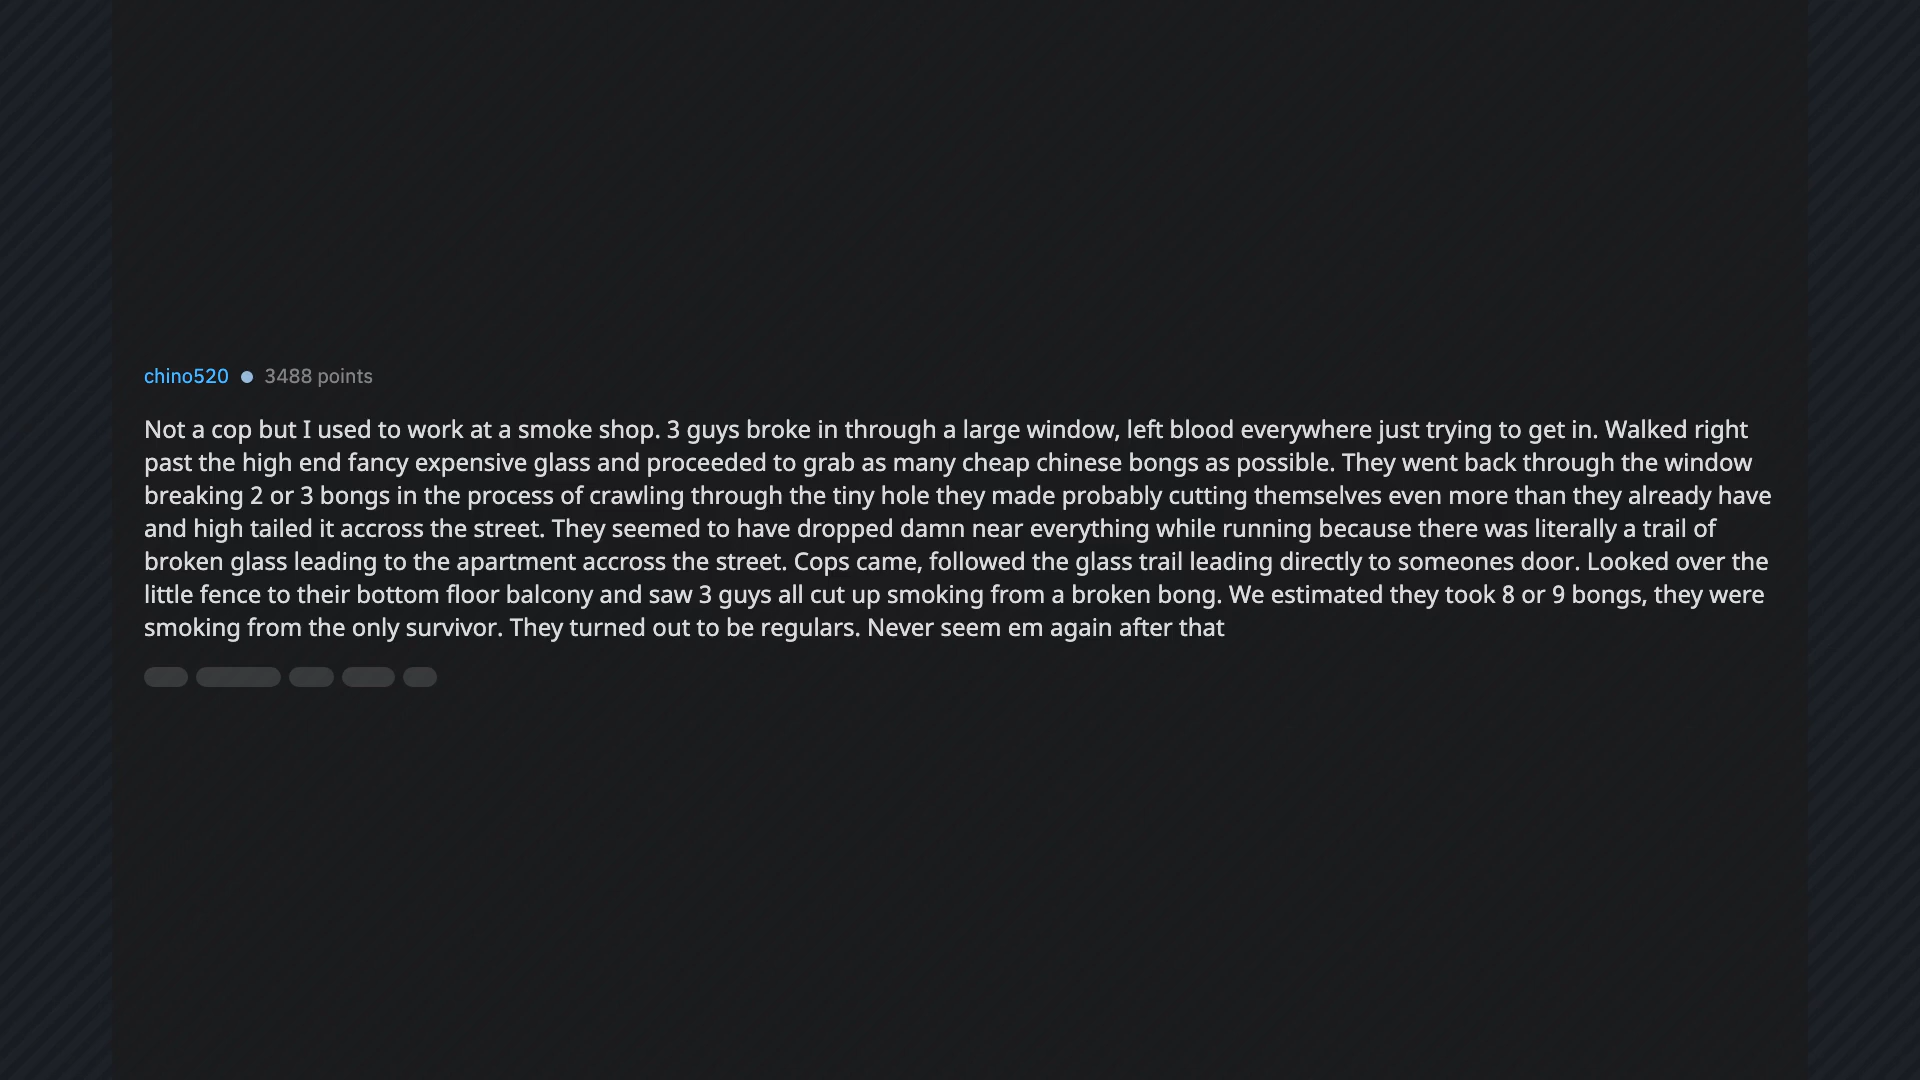 chino520 ● 3488 points
Not a cop but I used to work at a smoke shop. 3 guys broke in through a large window, left blood everywhere just trying to get in. Walked right
past the high end fancy expensive glass and proceeded to grab as many cheap chinese bongs as possible. They went back through the window
breaking 2 or 3 bongs in the process of crawling through the tiny hole they made probably cutting themselves even more than they already have
and high tailed it accross the street. They seemed to have dropped damn near everything while running because there was literally a trail of
broken glass leading to the apartment accross the street. Cops came, followed the glass trail leading directly to someones door. Looked over the
little fence to their bottom floor balcony and saw 3 guys all cut up smoking from a broken bong. We estimated they took 8 or 9 bongs, they were
smoking from the only survivor. They turned out to be regulars. Never seem em again after that